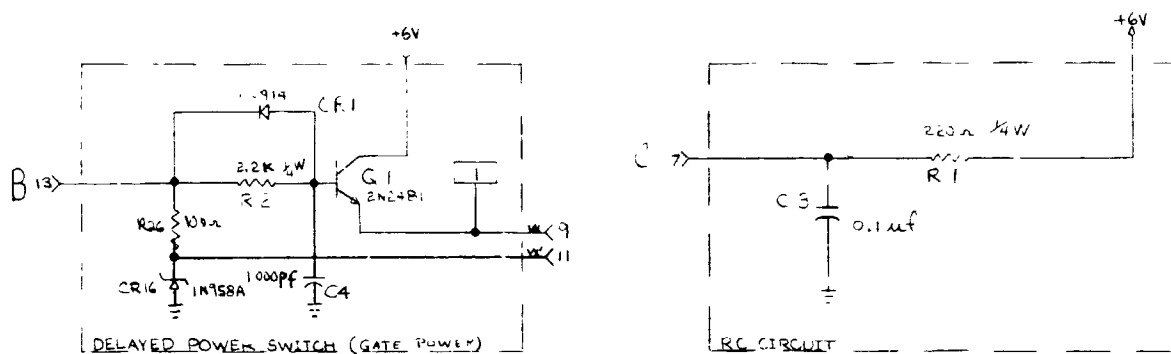 +6V
CR1
B 13
2.2K ¼W
R2
Q1
2N2481
R26
100Ω
9
11
CR16
1N958A
1000pf
C4
DELAYED POWER SWITCH (GATE POWER)
+6V
220Ω ¼W
C 7
R1
C3
0.1uf
RC CIRCUIT